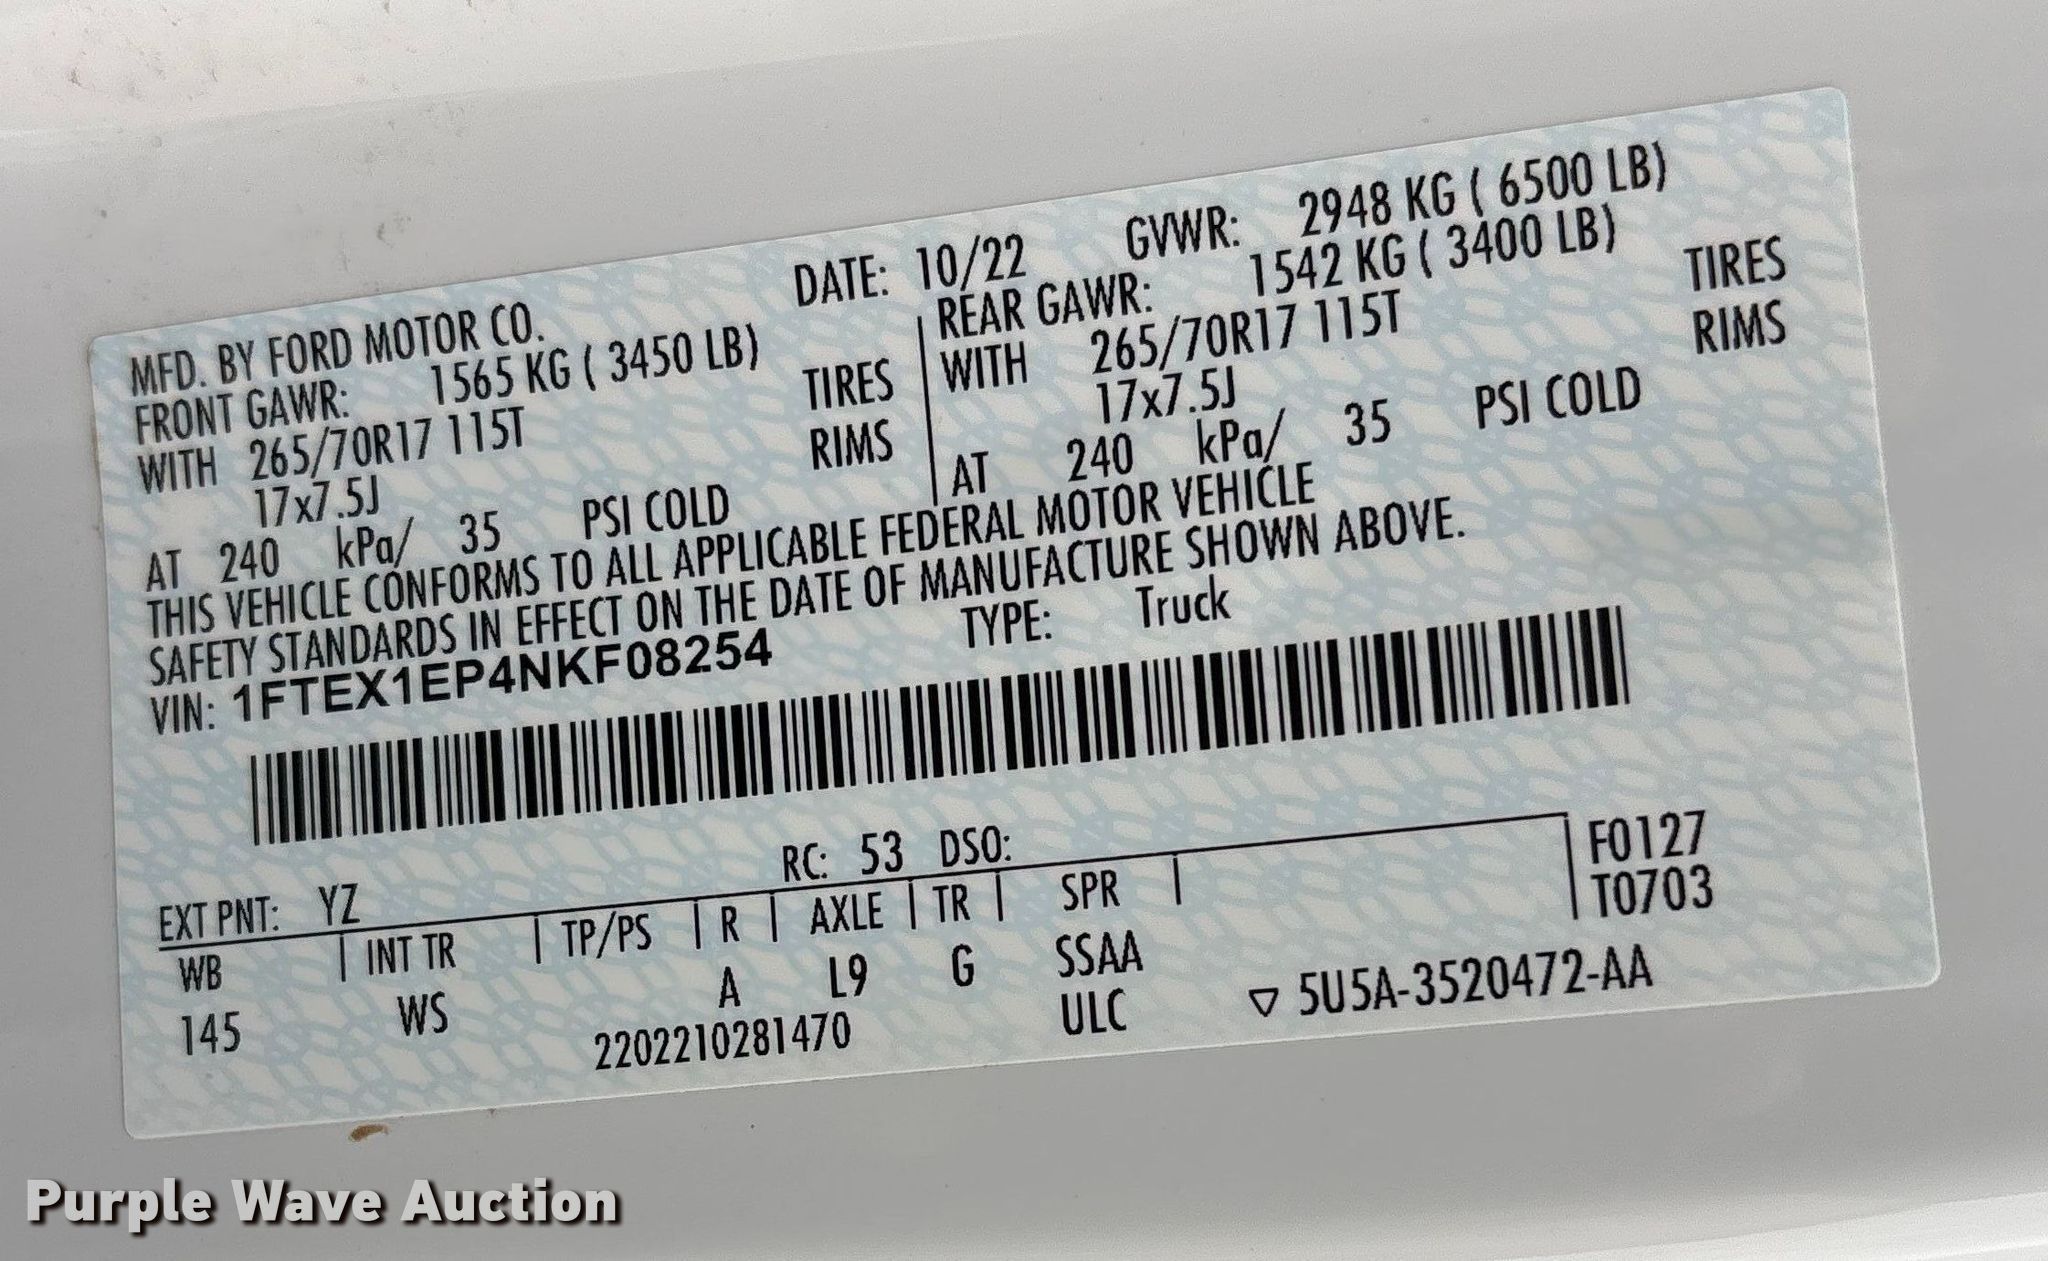 MFD. BY FORD MOTOR CO. DATE: 10/22 GVWR: 2948 KG ( 6500 LB)
FRONT GAWR: 1565 KG ( 3450 LB) REAR GAWR: 1542 KG ( 3400 LB)
WITH 265/70R17 115T TIRES WITH 265/70R17 115T TIRES
17x7.5J RIMS 17x7.5J RIMS
AT 240 kPa/ 35 PSI COLD AT 240 kPa/ 35 PSI COLD
THIS VEHICLE CONFORMS TO ALL APPLICABLE FEDERAL MOTOR VEHICLE
SAFETY STANDARDS IN EFFECT ON THE DATE OF MANUFACTURE SHOWN ABOVE.
VIN: 1FTEX1EP4NKF08254 TYPE: Truck
EXT PNT: YZ RC: 53 DSO: F0127
WB INT TR TP/PS R AXLE TR SPR T0703
145 WS A L9 G SSAA
2202210281470 ULC ▽ 5U5A-3520472-AA
Purple Wave Auction